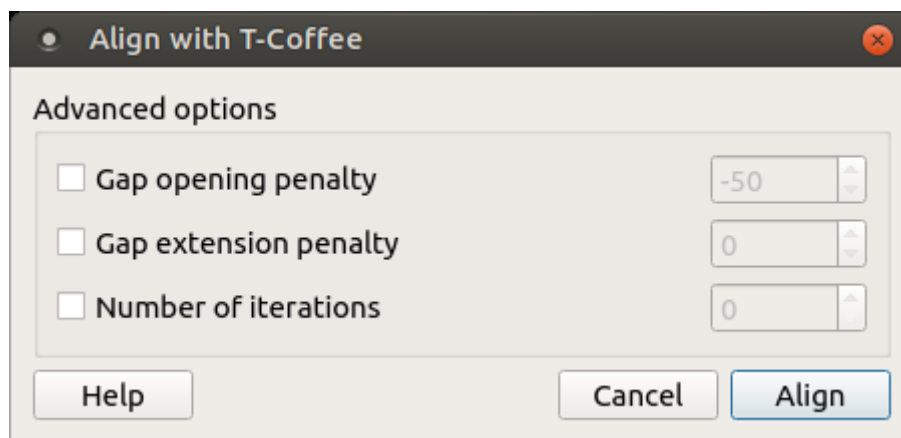 Align with T-Coffee
Advanced options
Gap opening penalty -50
Gap extension penalty 0
Number of iterations 0
Help Cancel Align